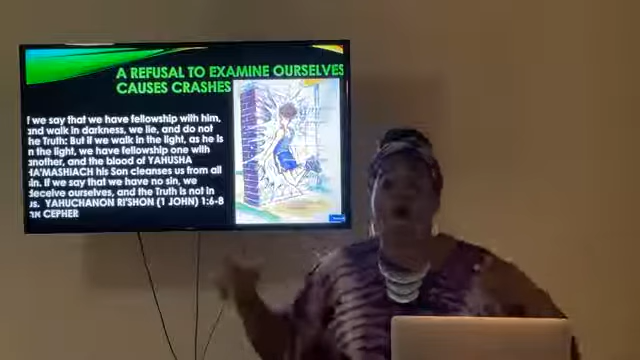 A REFUSAL TO EXAMINE OURSELVES
CAUSES CRASHES
f we say that we have fellowship with him,
and walk in darkness, we lie, and do not
he Truth: But if we walk in the light, as he is
n the light, we have fellowship one with
another, and the blood of YAHUSHA
HA'MASHIACH his Son cleanses us from all
sin. If we say that we have no sin, we
deceive ourselves, and the Truth is not in
us. YAHUCHANON RI'SHON (1 JOHN) 1:6-8
CEPHER